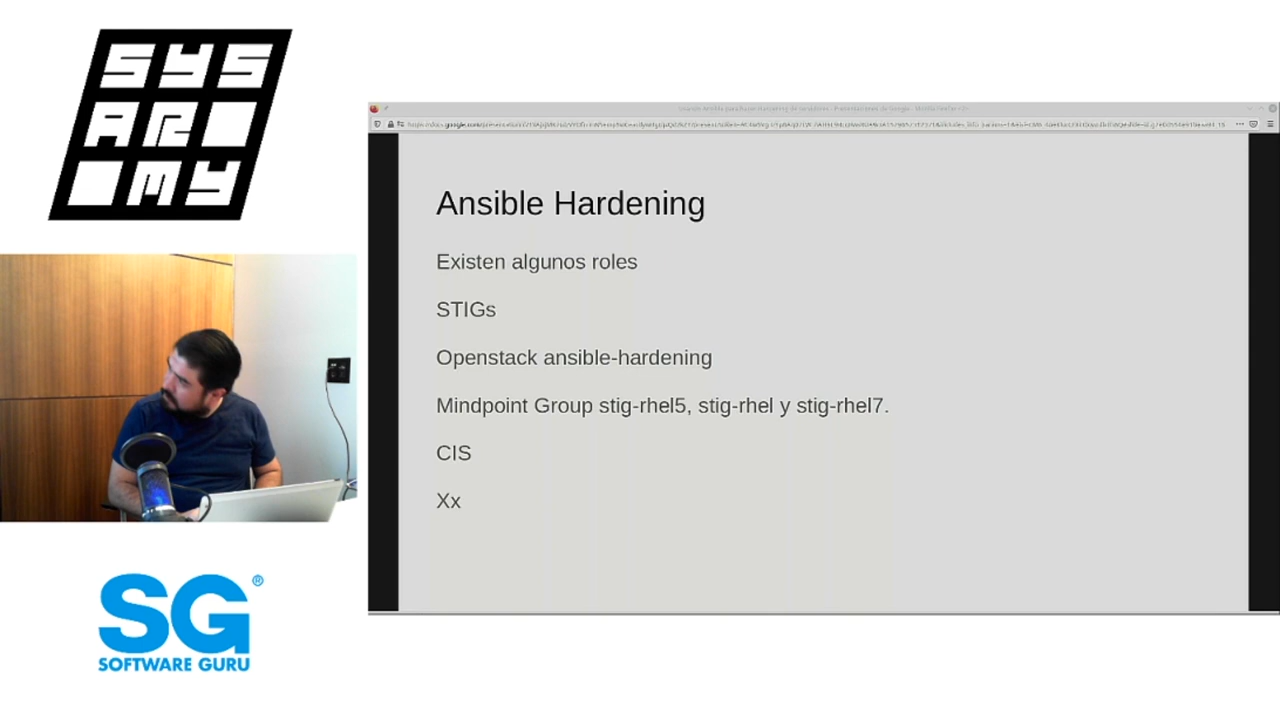 SYS
AR
MY
Ansible Hardening
Existen algunos roles
STIGs
Openstack ansible-hardening
Mindpoint Group stig-rhel5, stig-rhel y stig-rhel7.
CIS
Xx
SG®
SOFTWARE GURU